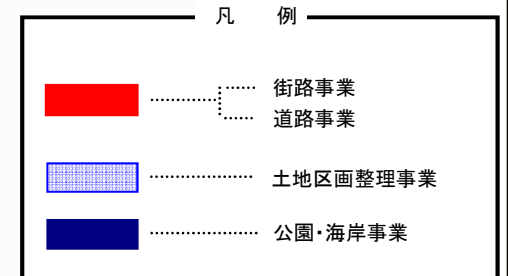 凡　例
街路事業
道路事業
土地区画整理事業
公園・海岸事業